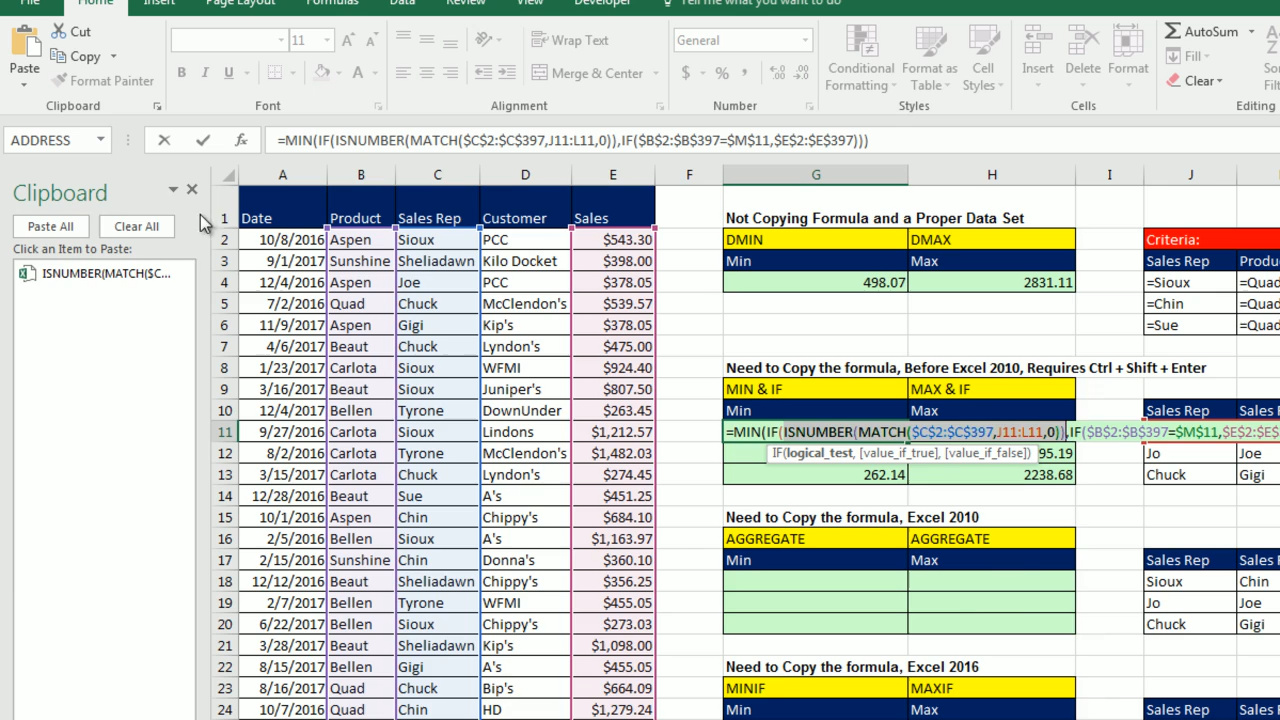 File Home Insert Page Layout Formulas Data Review View Developer Tell me what you want to do
Cut
Copy
Format Painter
Paste
Clipboard
11 A A
B I U A
Font
Wrap Text
Merge & Center
Alignment
General
$ % ,
Number
Conditional Formatting
Format as Table
Cell Styles
Styles
Insert Delete Format
Cells
AutoSum
Fill
Clear
Editing
ADDRESS fx =MIN(IF(ISNUMBER(MATCH($C$2:$C$397,J11:L11,0)),IF($B$2:$B$397=$M$11,$E$2:$E$397)))
Clipboard
Paste All Clear All
Click an Item to Paste:
ISNUMBER(MATCH($C...
A B C D E F G H I J
1 Date Product Sales Rep Customer Sales Not Copying Formula and a Proper Data Set
2 10/8/2016 Aspen Sioux PCC $543.30 DMIN DMAX Criteria:
3 9/1/2017 Sunshine Sheliadawn Kilo Docket $398.00 Min Max Sales Rep
4 12/4/2016 Aspen Joe PCC $378.05 498.07 2831.11 =Sioux =Quad
5 7/2/2016 Quad Chuck McClendon's $539.57 =Chin =Quad
6 11/9/2017 Aspen Gigi Kip's $378.05 =Sue =Quad
7 4/6/2017 Beaut Chuck Lyndon's $475.00
8 1/23/2017 Carlota Sioux WFMI $924.40 Need to Copy the formula, Before Excel 2010, Requires Ctrl + Shift + Enter
9 3/16/2017 Beaut Sioux Juniper's $807.50 MIN & IF MAX & IF
10 12/4/2017 Bellen Tyrone DownUnder $263.45 Min Max Sales Rep
11 9/27/2016 Carlota Sioux Lindons $1,212.57 =MIN(IF(ISNUMBER(MATCH($C$2:$C$397,J11:L11,0)),IF($B$2:$B$397=$M$11,$E$2:$E$
12 8/2/2016 Carlota Tyrone McClendon's $1,482.03 IF(logical_test, [value_if_true], [value_if_false]) 95.19 Jo Joe
13 3/15/2017 Carlota Chuck Lyndon's $274.45 262.14 2238.68 Chuck Gigi
14 12/28/2016 Beaut Sue A's $451.25
15 10/1/2016 Aspen Chin Chippy's $684.10 Need to Copy the formula, Excel 2010
16 2/5/2016 Bellen Sioux A's $1,163.97 AGGREGATE AGGREGATE
17 2/15/2016 Sunshine Chin Donna's $360.10 Min Max Sales Rep
18 12/12/2016 Beaut Sheliadawn Chippy's $356.25 Sioux Chin
19 2/7/2017 Bellen Tyrone WFMI $455.05 Jo Joe
20 6/22/2017 Bellen Sioux Chippy's $273.03 Chuck Gigi
21 3/28/2017 Beaut Sheliadawn Kip's $1,098.00
22 8/15/2017 Bellen Gigi A's $455.05 Need to Copy the formula, Excel 2016
23 8/16/2017 Quad Chuck Bip's $664.09 MINIF MAXIF
24 10/7/2016 Quad Chin HD $1,279.24 Min Max Sales Rep